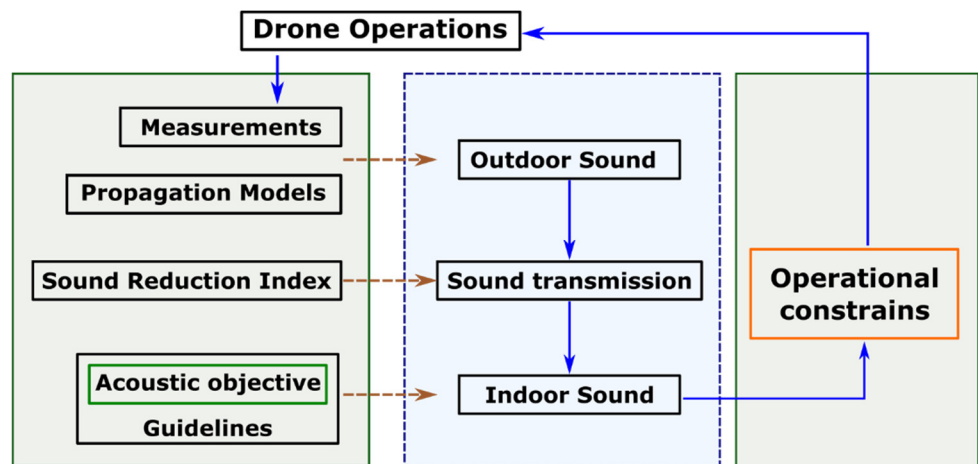 Drone Operations
Measurements
Propagation Models
Sound Reduction Index
Acoustic objective
Guidelines
Outdoor Sound
Sound transmission
Indoor Sound
Operational
constrains